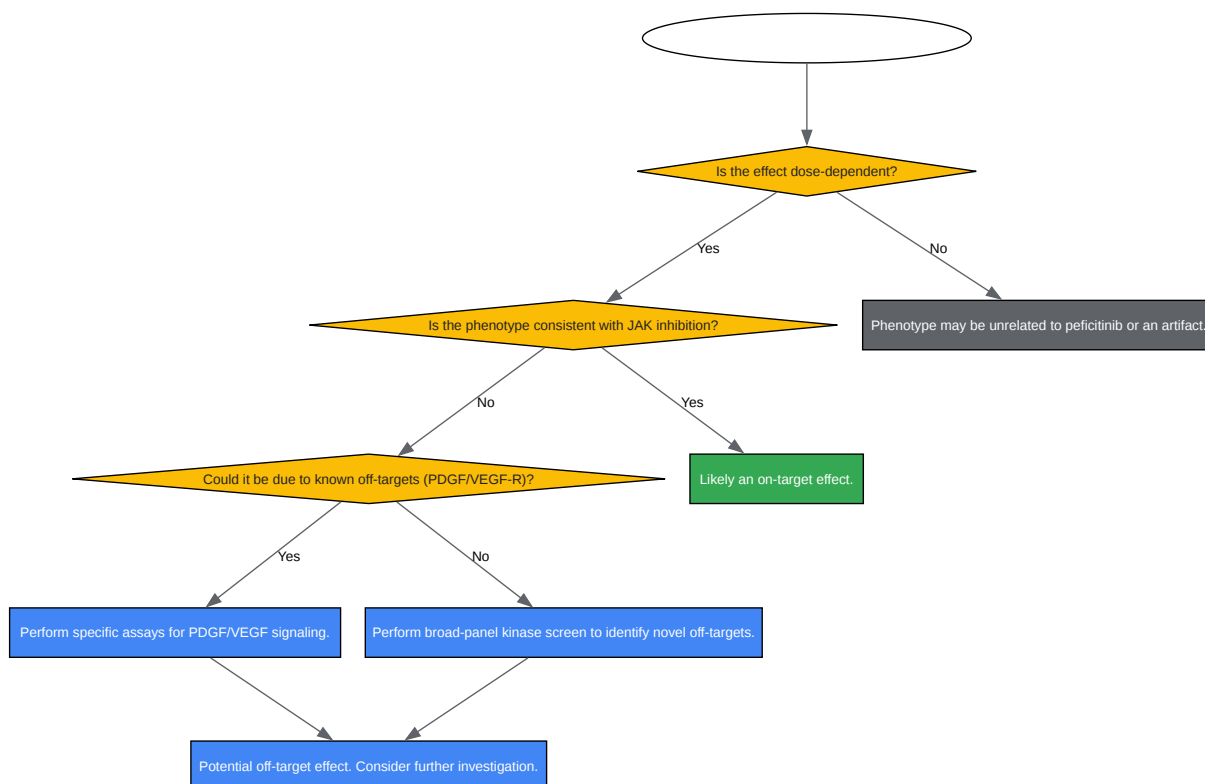 Is the effect dose-dependent?
Yes
No
Is the phenotype consistent with JAK inhibition?
Phenotype may be unrelated to peficitinib or an artifact.
No
Yes
Could it be due to known off-targets (PDGF/VEGF-R)?
Likely an on-target effect.
Yes
No
Perform specific assays for PDGF/VEGF signaling.
Perform broad-panel kinase screen to identify novel off-targets.
Potential off-target effect. Consider further investigation.